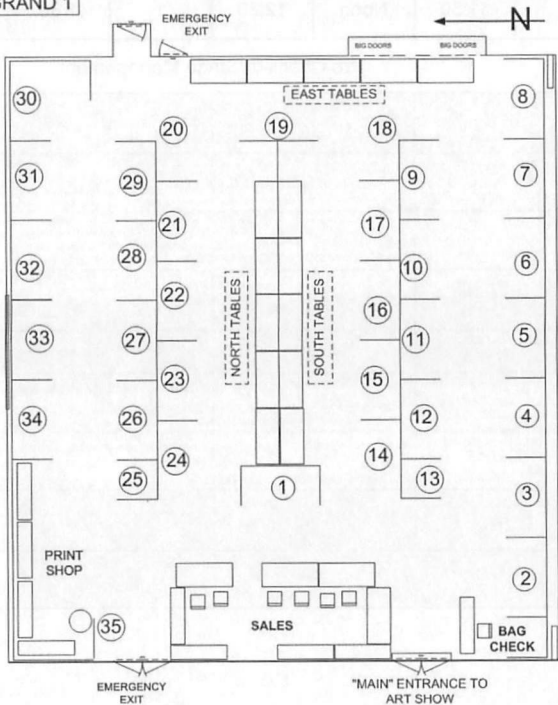 GRAND 1
EMERGENCY
EXIT
N
BIG DOORS
BIG DOORS
EAST TABLES
30
20
19
18
8
31
29
9
7
21
17
32
28
10
6
22
16
NORTH TABLES
SOUTH TABLES
33
27
11
5
23
15
34
26
12
4
24
14
25
1
13
3
PRINT
SHOP
2
35
SALES
BAG
CHECK
EMERGENCY
EXIT
"MAIN" ENTRANCE TO
ART SHOW